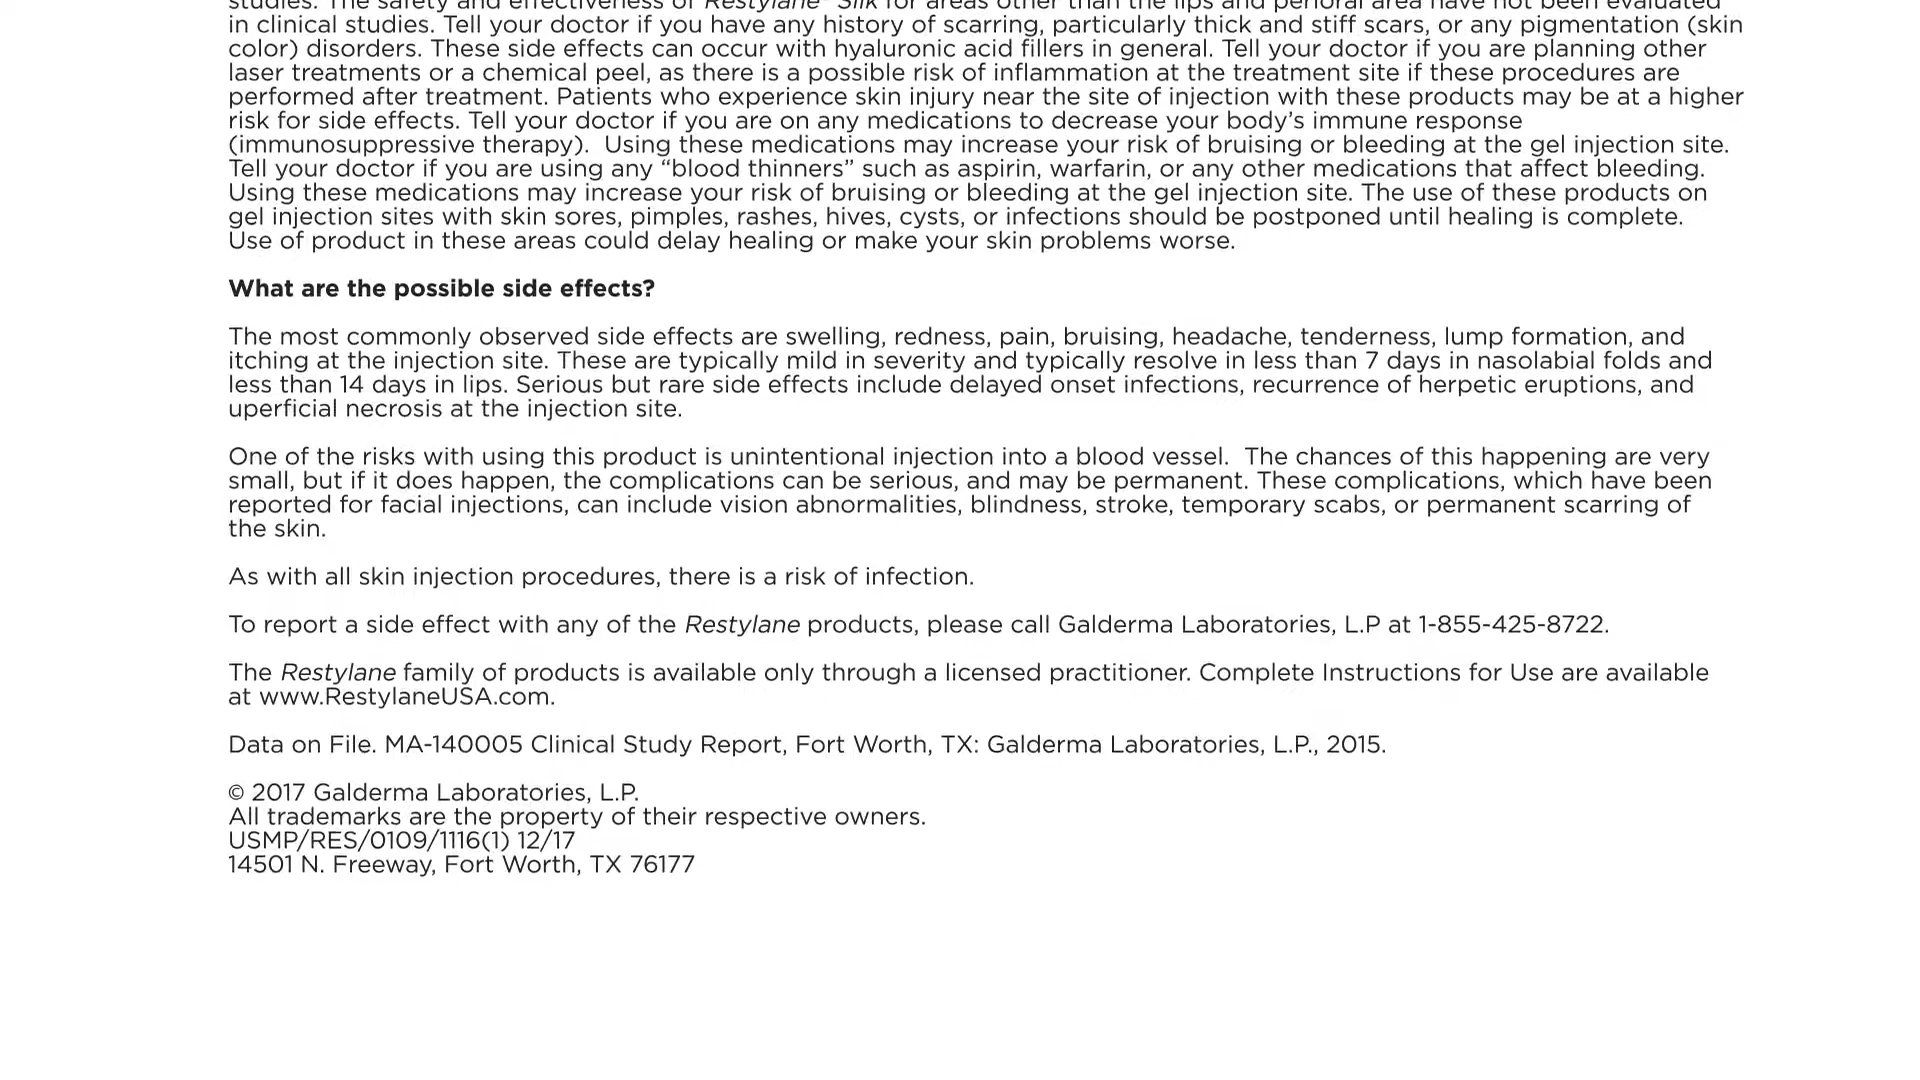 studies. The safety and effectiveness of Restylane® Silk for areas other than the lips and perioral area have not been evaluated
in clinical studies. Tell your doctor if you have any history of scarring, particularly thick and stiff scars, or any pigmentation (skin
color) disorders. These side effects can occur with hyaluronic acid fillers in general. Tell your doctor if you are planning other
laser treatments or a chemical peel, as there is a possible risk of inflammation at the treatment site if these procedures are
performed after treatment. Patients who experience skin injury near the site of injection with these products may be at a higher
risk for side effects. Tell your doctor if you are on any medications to decrease your body’s immune response
(immunosuppressive therapy).  Using these medications may increase your risk of bruising or bleeding at the gel injection site.
Tell your doctor if you are using any “blood thinners” such as aspirin, warfarin, or any other medications that affect bleeding.
Using these medications may increase your risk of bruising or bleeding at the gel injection site. The use of these products on
gel injection sites with skin sores, pimples, rashes, hives, cysts, or infections should be postponed until healing is complete.
Use of product in these areas could delay healing or make your skin problems worse.
What are the possible side effects?
The most commonly observed side effects are swelling, redness, pain, bruising, headache, tenderness, lump formation, and
itching at the injection site. These are typically mild in severity and typically resolve in less than 7 days in nasolabial folds and
less than 14 days in lips. Serious but rare side effects include delayed onset infections, recurrence of herpetic eruptions, and
uperficial necrosis at the injection site.
One of the risks with using this product is unintentional injection into a blood vessel.  The chances of this happening are very
small, but if it does happen, the complications can be serious, and may be permanent. These complications, which have been
reported for facial injections, can include vision abnormalities, blindness, stroke, temporary scabs, or permanent scarring of
the skin.
As with all skin injection procedures, there is a risk of infection.
To report a side effect with any of the Restylane products, please call Galderma Laboratories, L.P at 1-855-425-8722.
The Restylane family of products is available only through a licensed practitioner. Complete Instructions for Use are available
at www.RestylaneUSA.com.
Data on File. MA-140005 Clinical Study Report, Fort Worth, TX: Galderma Laboratories, L.P., 2015.
© 2017 Galderma Laboratories, L.P.
All trademarks are the property of their respective owners.
USMP/RES/0109/1116(1) 12/17
14501 N. Freeway, Fort Worth, TX 76177